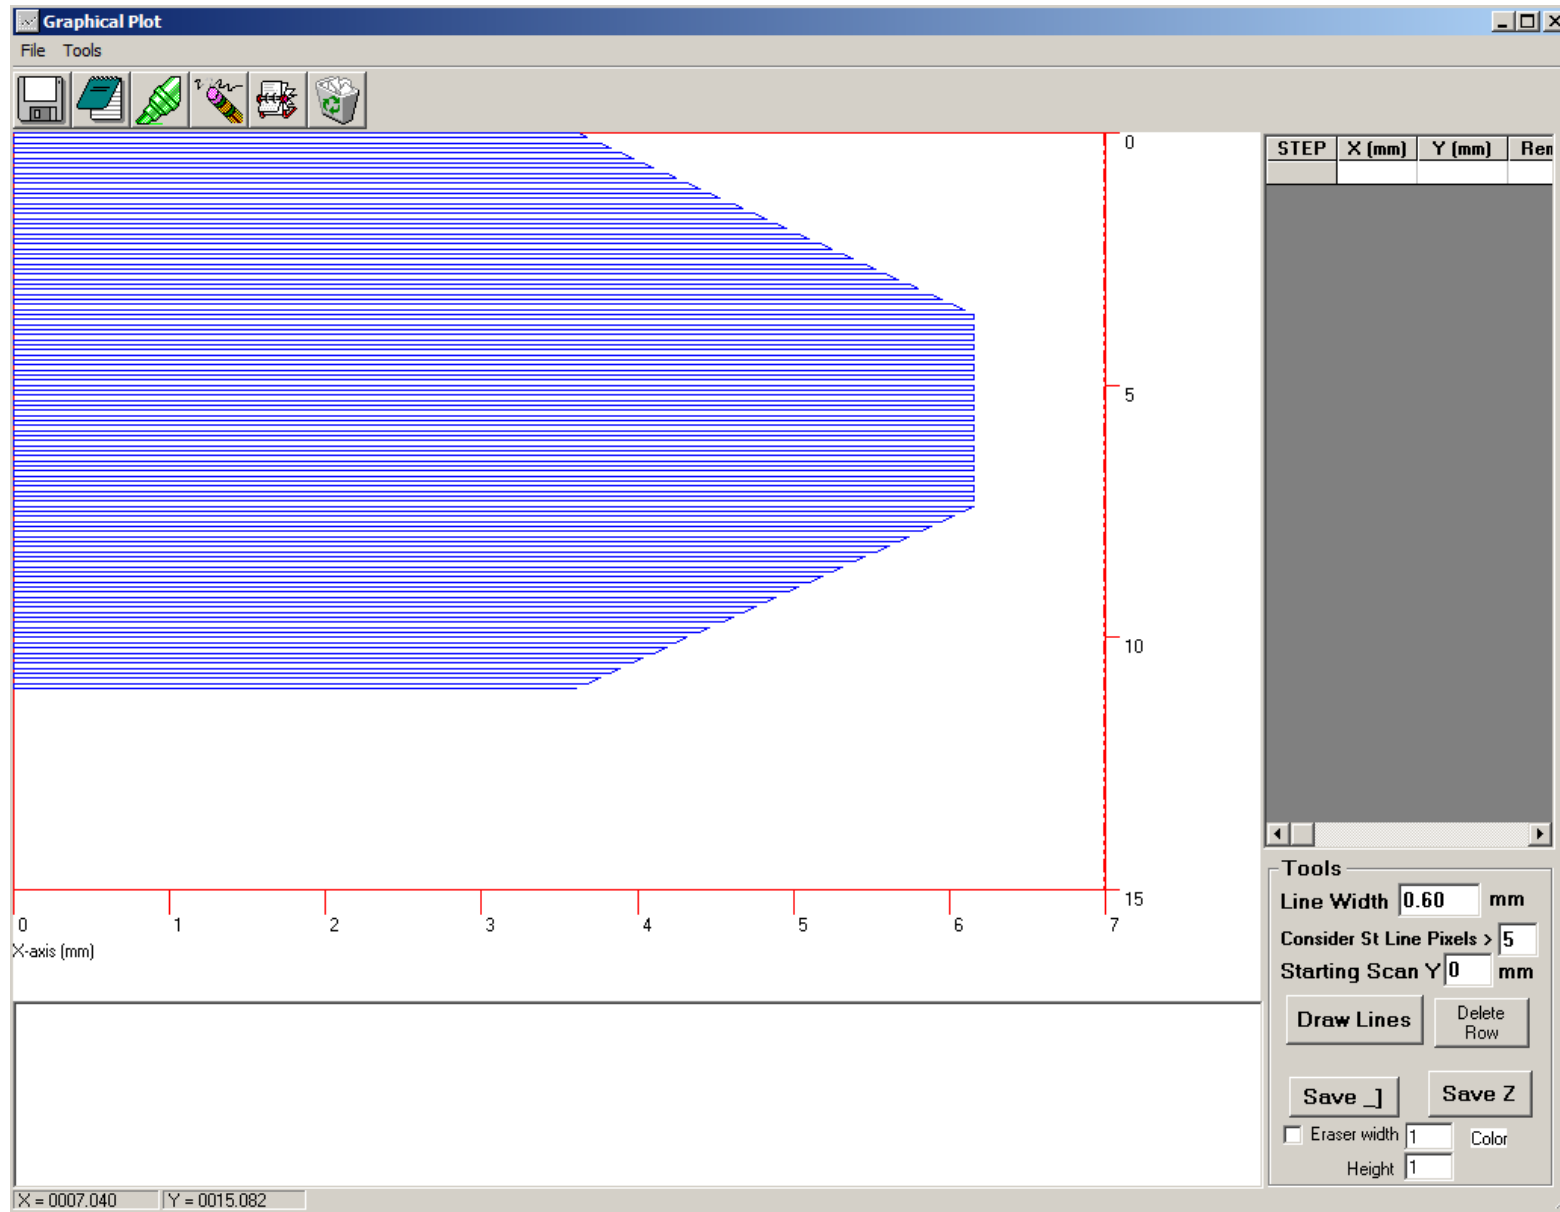 Graphical Plot
File Tools
0
5
10
15
0 1 2 3 4 5 6 7
X-axis (mm)
STEP X (mm) Y (mm) Rem
Tools
Line Width 0.60 mm
Consider St Line Pixels > 5
Starting Scan Y 0 mm
Draw Lines
Delete
Row
Save _]
Save Z
Eraser width 1 Color
Height 1
X = 0007.040 Y = 0015.082